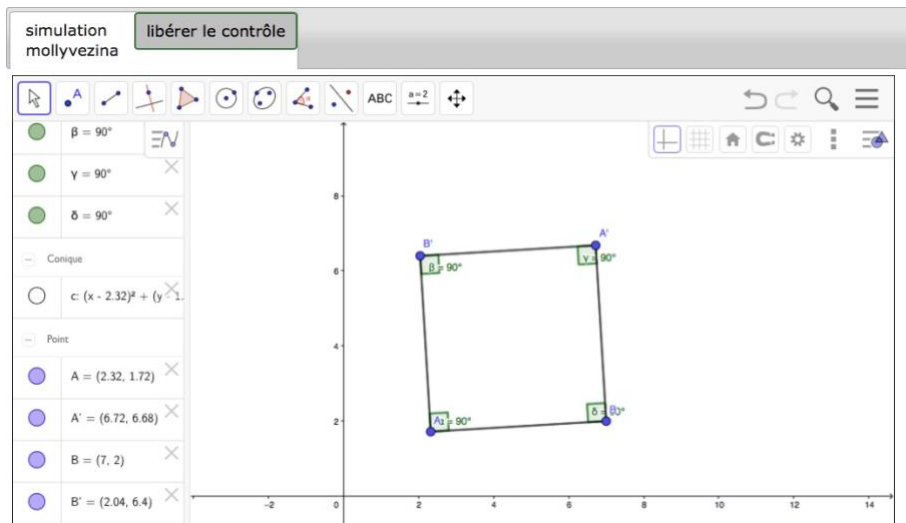 simulation
mollyvezina
libérer le contrôle
A
ABC
a=2
β = 90°
γ = 90°
δ = 90°
Conique
c: (x - 2.32)² + (y - 1.
Point
A = (2.32, 1.72)
A' = (6.72, 6.68)
B = (7, 2)
B' = (2.04, 6.4)
8
6
4
2
-2
0
2
4
6
8
10
12
14
B'
A'
β = 90°
γ = 90°
A
= 90°
δ =
B